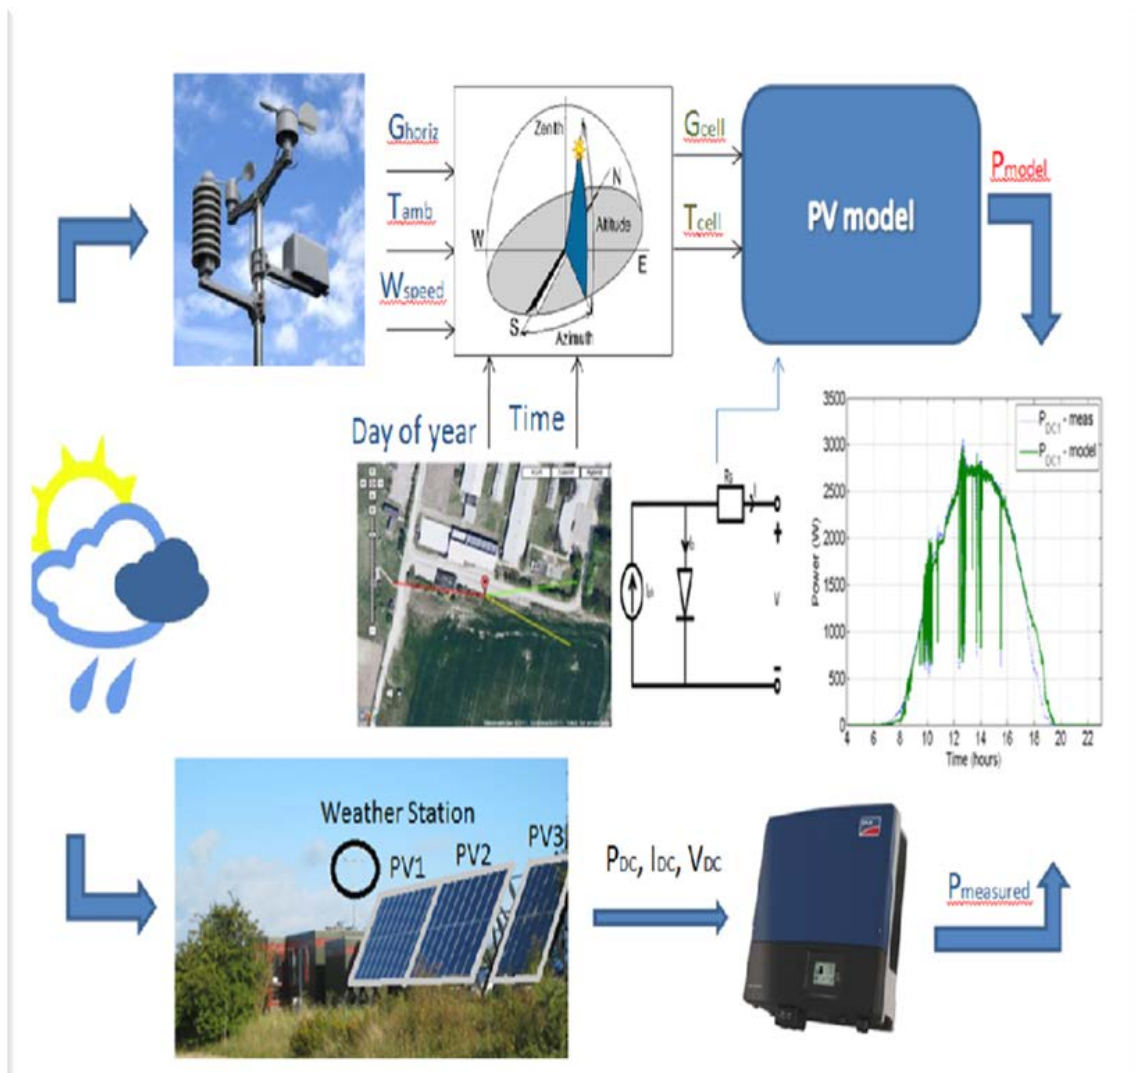 Ghoriz
Tamb
Wspeed
Zenith
N
Altitude
W
E
S
Azimuth
Gcell
Tcell
PV model
Pmodel
Day of year
Time
Rs
I
+
V
Power (W)
3500
3000
2500
2000
1500
1000
500
0
PDC1 - meas
PDC1 - model
4 6 8 10 12 14 16 18 20 22
Time (hours)
Weather Station
PV1
PV2
PV3
PDC, IDC, VDC
Pmeasured